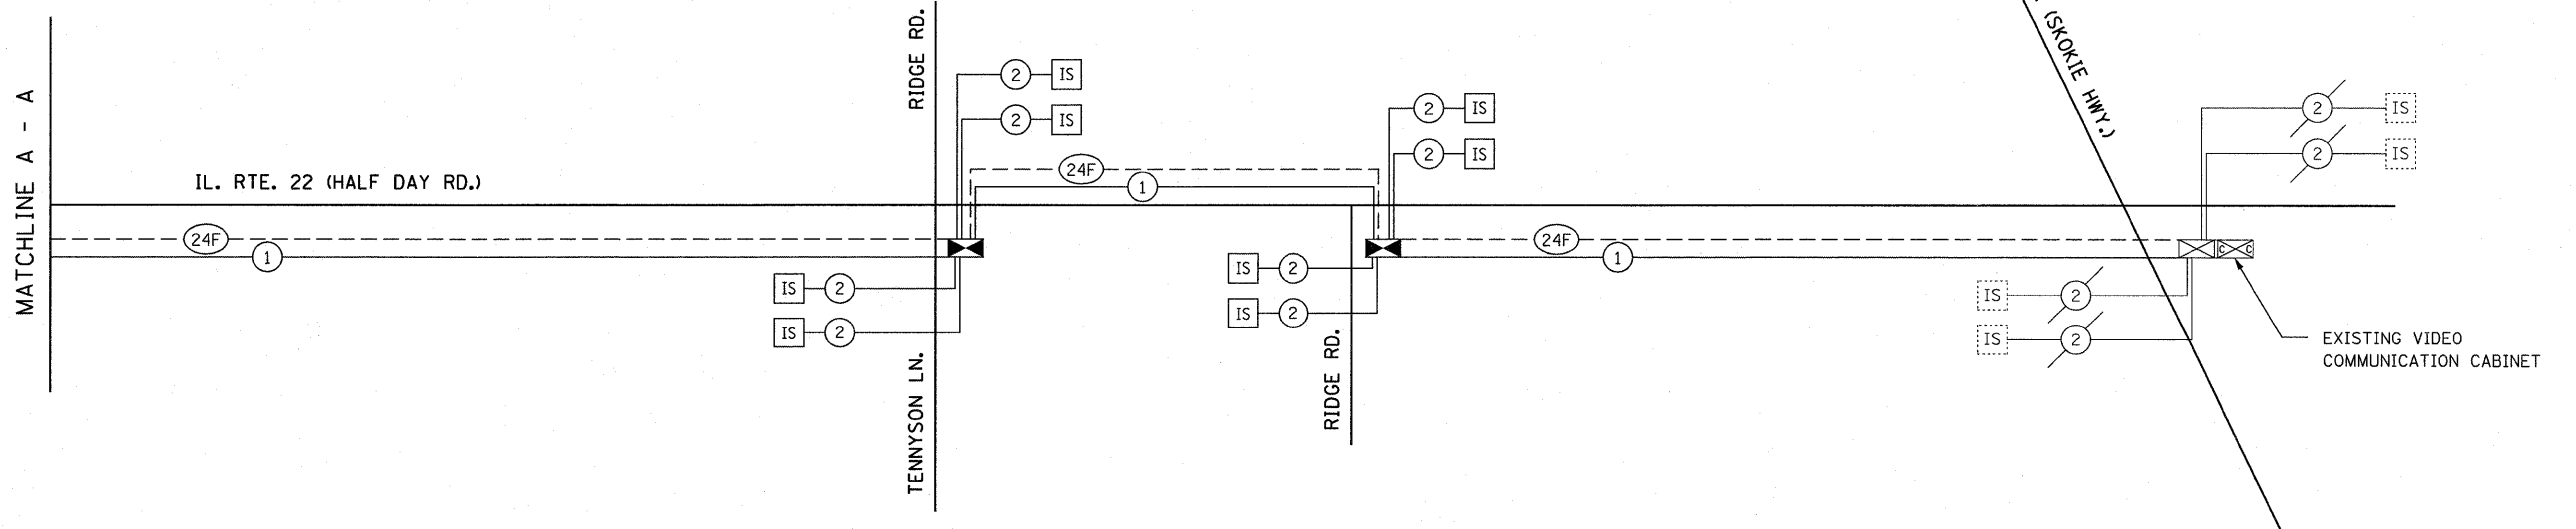 MATCHLINE A - A
IL. RTE. 22 (HALF DAY RD.)
24F
1
RIDGE RD.
2 IS
2 IS
24F
1
IS 2
IS 2
TENNYSON LN.
2 IS
2 IS
IS 2
IS 2
RIDGE RD.
24F
1
(SKOKIE HWY.)
2 IS
2 IS
C C
IS 2
IS 2
EXISTING VIDEO
COMMUNICATION CABINET